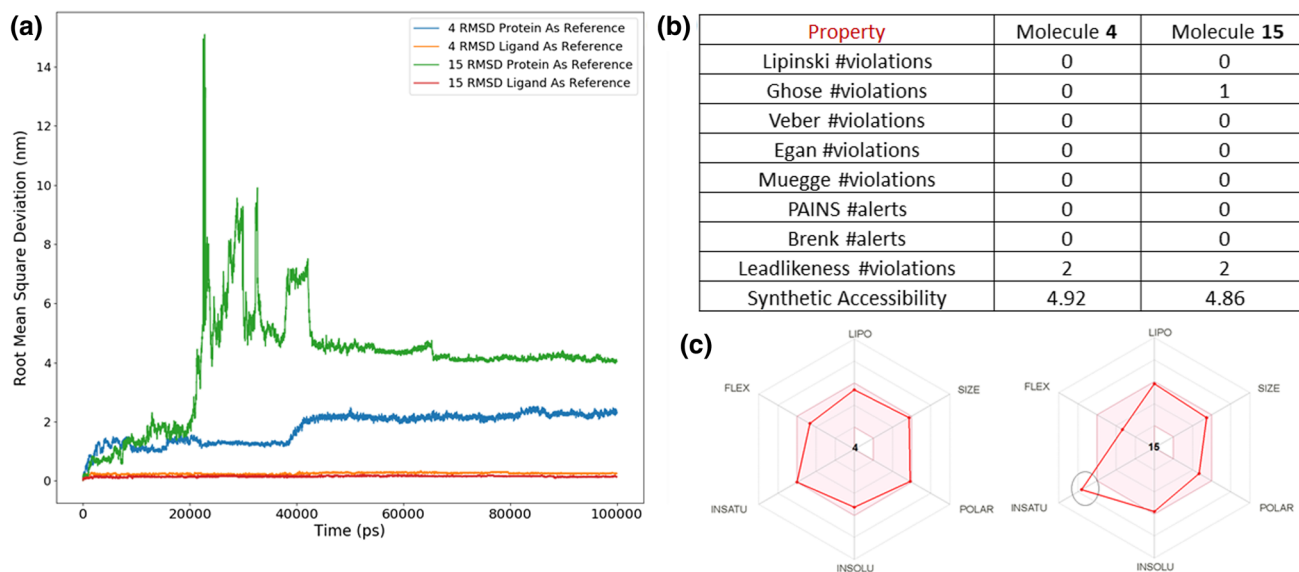 (a)
4 RMSD Protein As Reference
4 RMSD Ligand As Reference
15 RMSD Protein As Reference
15 RMSD Ligand As Reference
Root Mean Square Deviation (nm)
14
12
10
8
6
4
2
0
0 20000 40000 60000 80000 100000
Time (ps)
(b)
Property Molecule 4 Molecule 15
Lipinski #violations 0 0
Ghose #violations 0 1
Veber #violations 0 0
Egan #violations 0 0
Muegge #violations 0 0
PAINS #alerts 0 0
Brenk #alerts 0 0
Leadlikeness #violations 2 2
Synthetic Accessibility 4.92 4.86
(c)
LIPO
FLEX SIZE
4
INSATU POLAR
INSOLU
LIPO
FLEX SIZE
15
INSATU POLAR
INSOLU